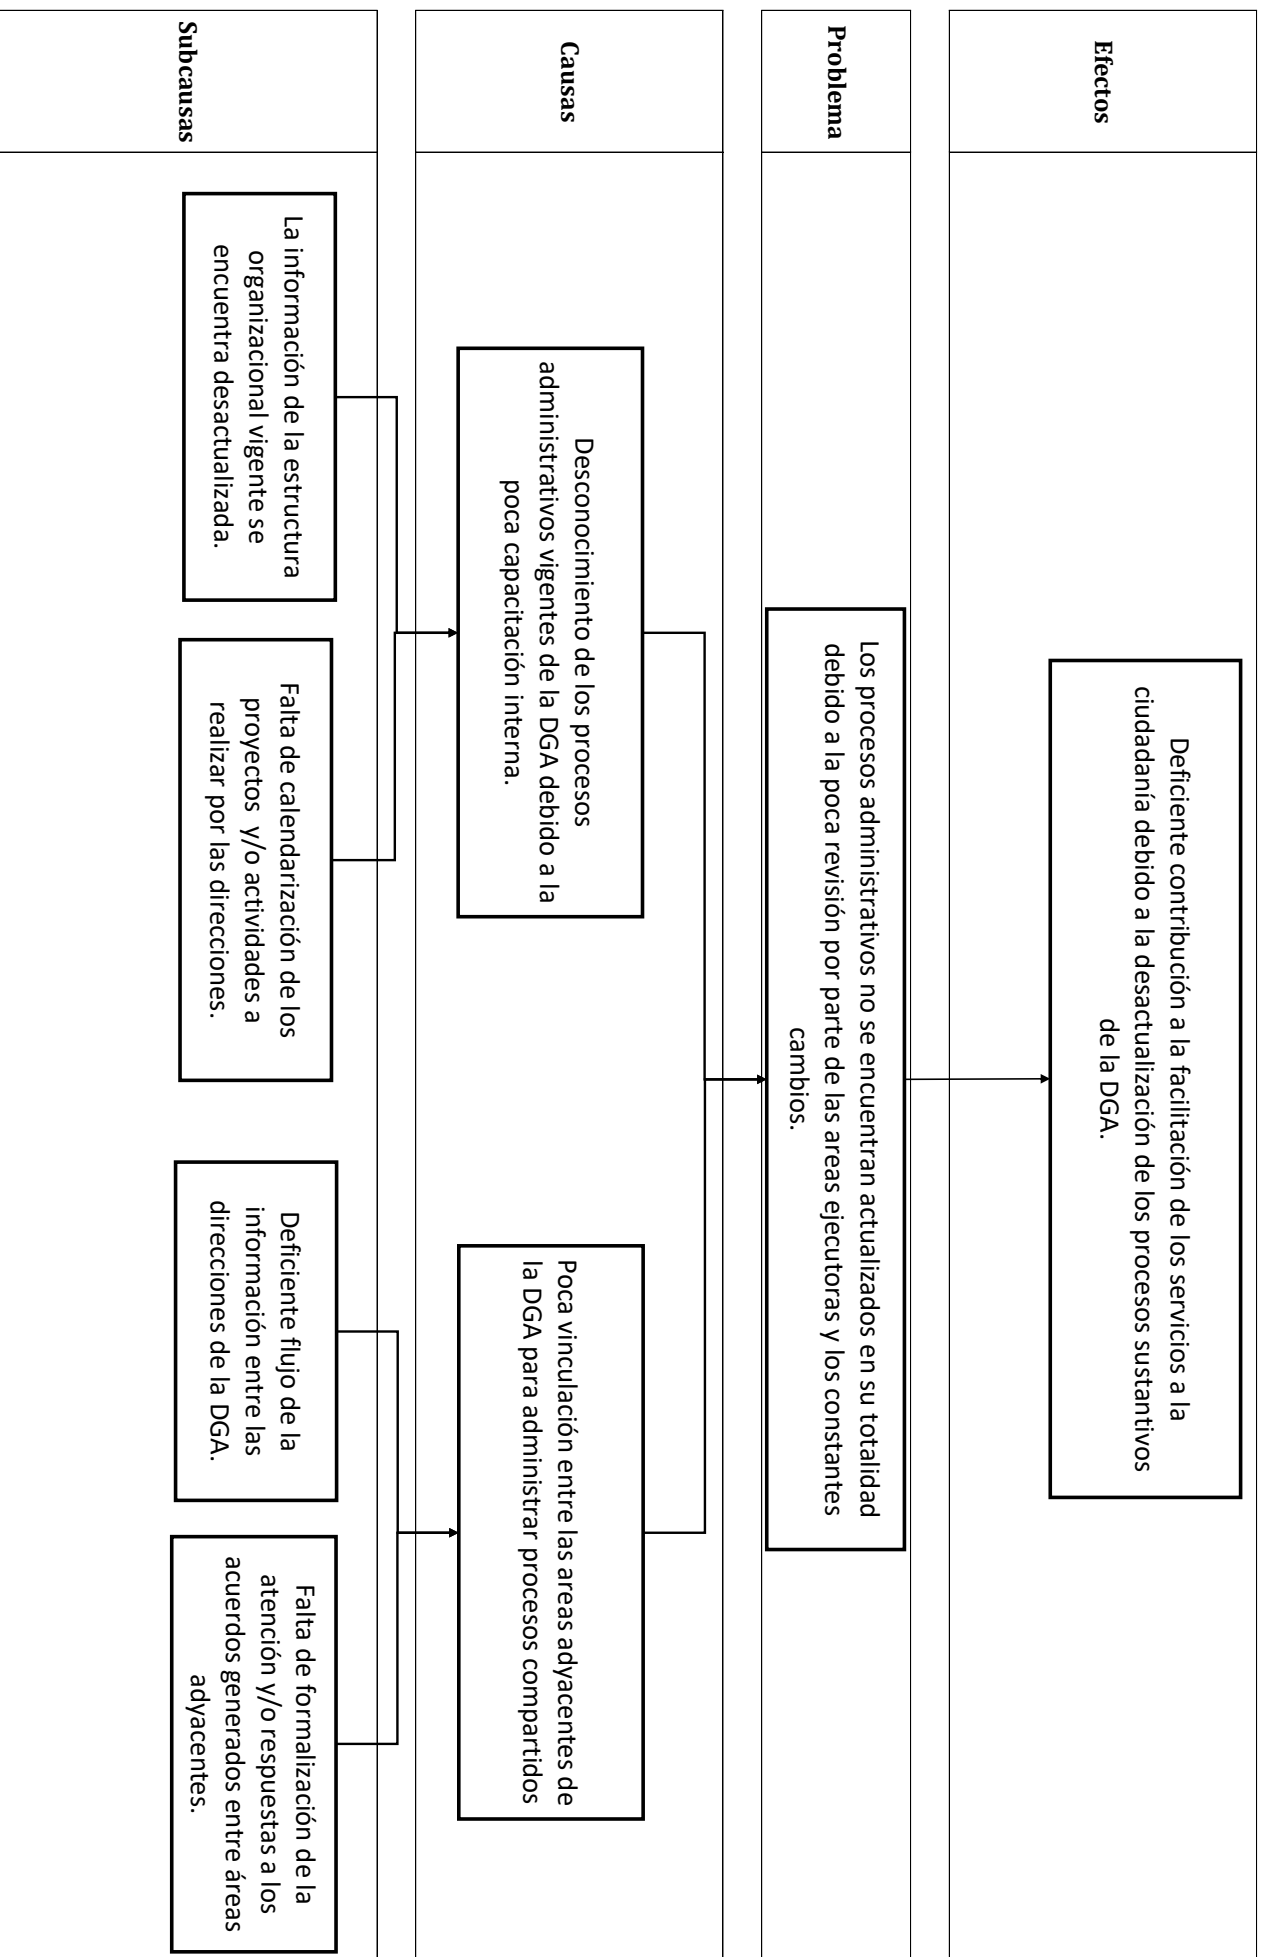 Efectos
Deficiente contribución a la facilitación de los servicios a la
ciudadanía debido a la desactualización de los procesos sustantivos
de la DGA.
Problema
Los procesos administrativos no se encuentran actualizados en su totalidad
debido a la poca revisión por parte de las areas ejecutoras y los constantes
cambios.
Causas
Desconocimiento de los procesos
administrativos vigentes de la DGA debido a la
poca capacitación interna.
Poca vinculación entre las areas adyacentes de
la DGA para administrar procesos compartidos
Subcausas
La información de la estructura
organizacional vigente se
encuentra desactualizada.
Falta de calendarización de los
proyectos  y/o actividades a
realizar por las direcciones.
Deficiente flujo de la
información entre las
direcciones de la DGA.
Falta de formalización de la
atención y/o respuestas a los
acuerdos generados entre áreas
adyacentes.